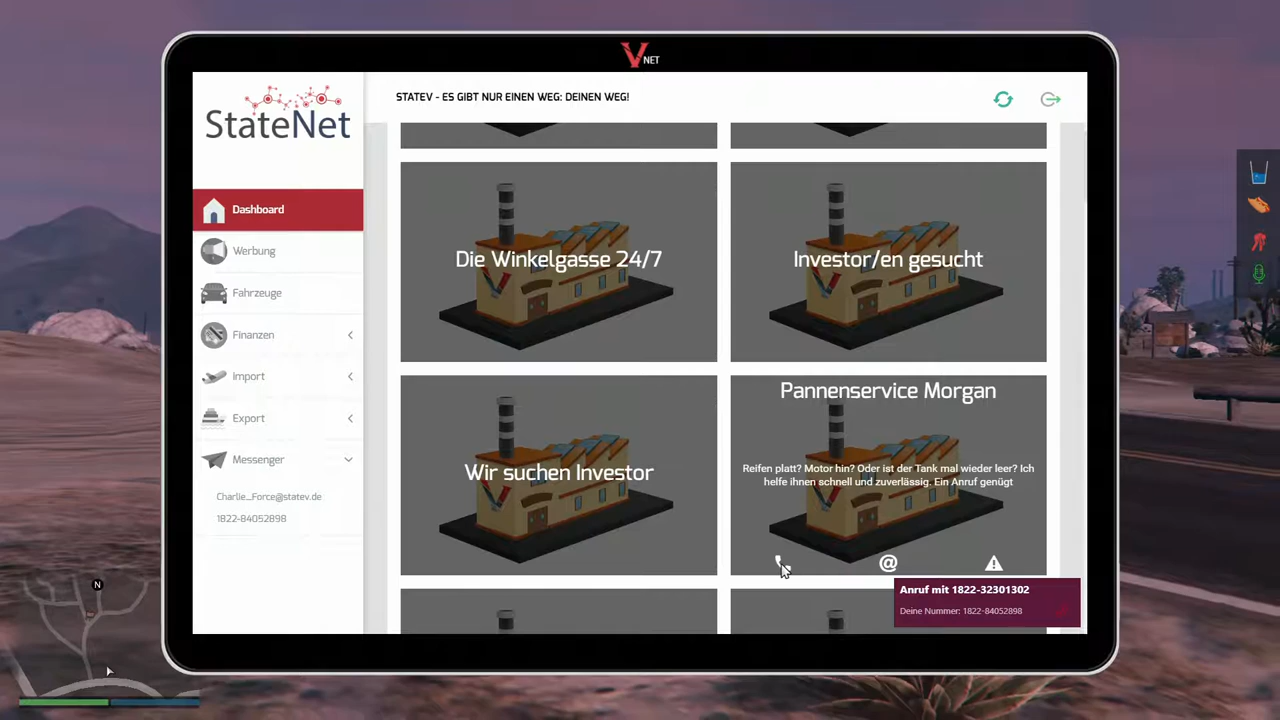 V NET
StateNet
STATEV - ES GIBT NUR EINEN WEG: DEINEN WEG!
Dashboard
Werbung
Fahrzeuge
Finanzen
Import
Export
Messenger
Charlie_Force@statev.de
1822-84052898
Die Winkelgasse 24/7
Investor/en gesucht
Wir suchen Investor
Pannenservice Morgan
Reifen platt? Motor hin? Oder ist der Tank mal wieder leer? Ich
helfe ihnen schnell und zuverlässig. Ein Anruf genügt
@
Anruf mit 1822-32301302
Deine Nummer: 1822-84052898
N